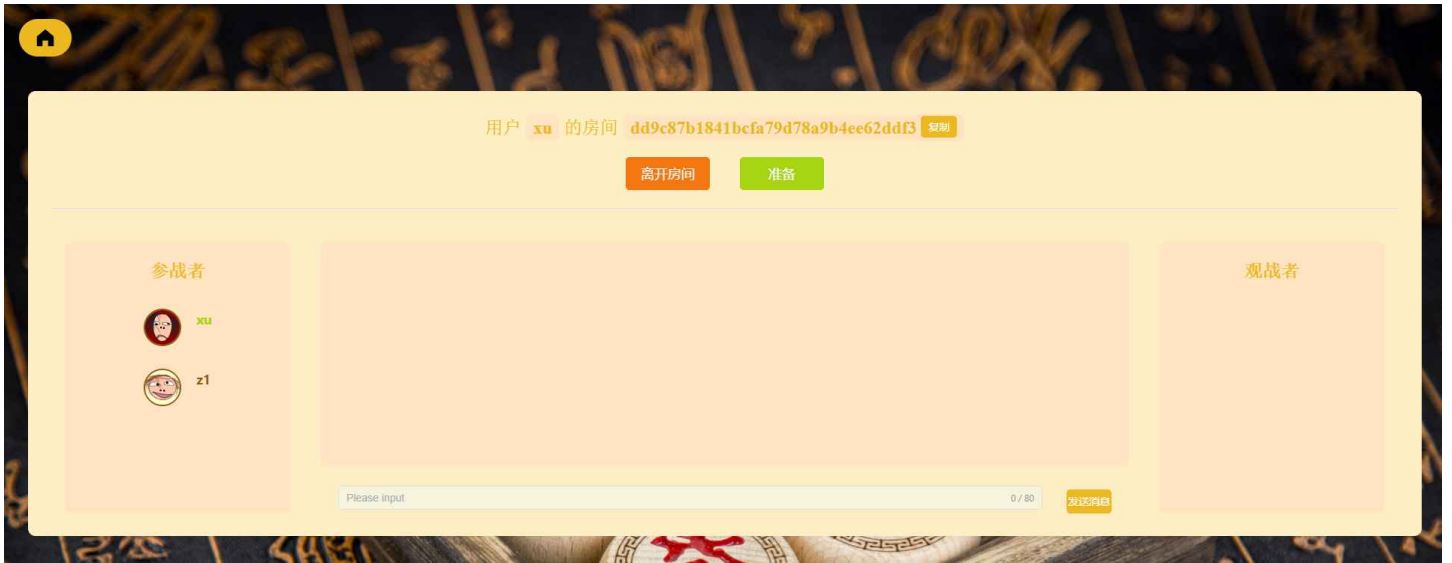 用户 xu 的房间 dd9c87b1841bcfa79d78a9b4ee62ddf3 复制
离开房间 准备
参战者
xu
z1
Please input 0 / 80 发送消息
观战者